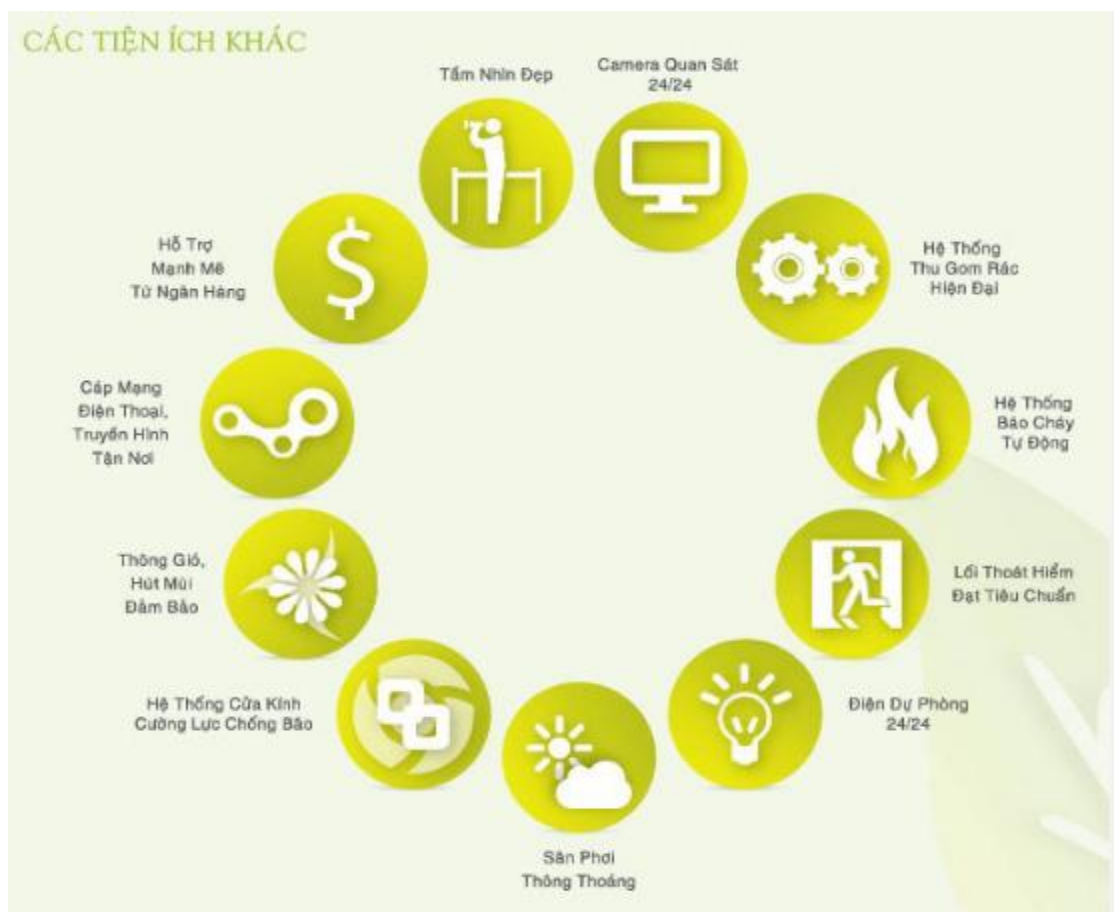 CÁC TIỆN ÍCH KHÁC
Tầm Nhìn Đẹp
Camera Quan Sát
24/24
Hệ Thống
Thu Gom Rác
Hiện Đại
Hệ Thống
Báo Cháy
Tự Động
Lối Thoát Hiểm
Đạt Tiêu Chuẩn
Điện Dự Phòng
24/24
Sân Phơi
Thông Thoáng
Hệ Thống Cửa Kính
Cường Lực Chống Bão
Thông Gió,
Hút Mùi
Đảm Bảo
Cáp Mạng
Điện Thoại,
Truyền Hình
Tận Nơi
Hỗ Trợ
Mạnh Mẽ
Từ Ngân Hàng